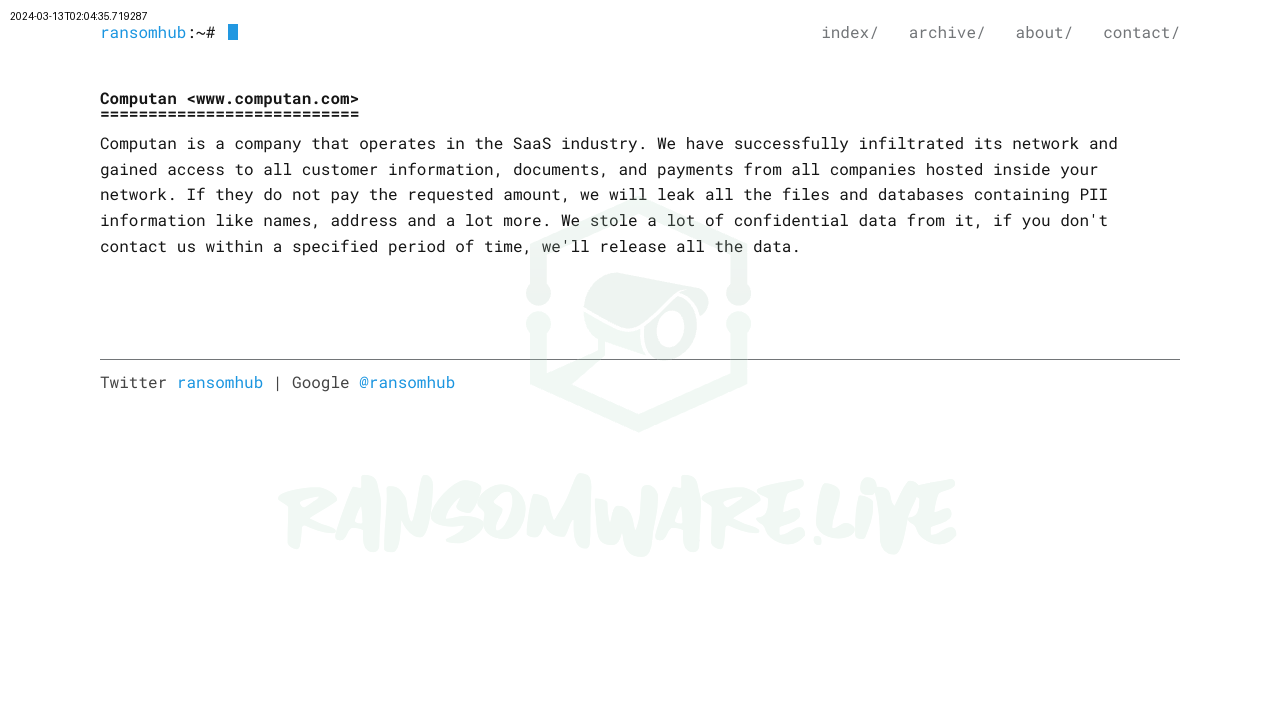 2024-03-13T02:04:35.719287
ransomhub:~#
index/ archive/ about/ contact/
Computan <www.computan.com>
===========================
Computan is a company that operates in the SaaS industry. We have successfully infiltrated its network and
gained access to all customer information, documents, and payments from all companies hosted inside your
network. If they do not pay the requested amount, we will leak all the files and databases containing PII
information like names, address and a lot more. We stole a lot of confidential data from it, if you don't
contact us within a specified period of time, we'll release all the data.
Twitter ransomhub | Google @ransomhub
RANSOMWARE.LIVE